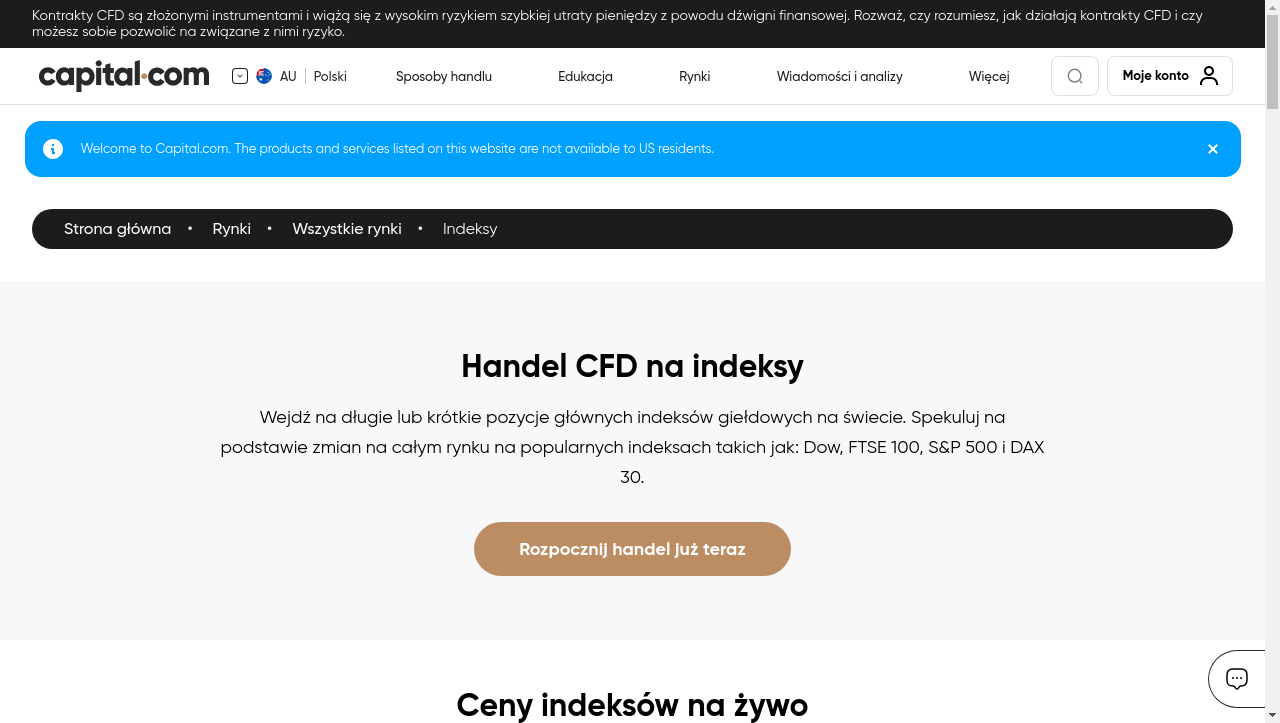 Kontrakty CFD są złożonymi instrumentami i wiążą się z wysokim ryzykiem szybkiej utraty pieniędzy z powodu dźwigni finansowej. Rozważ, czy rozumiesz, jak działają kontrakty CFD i czy
możesz sobie pozwolić na związane z nimi ryzyko.
capital.com AU Polski Sposoby handlu Edukacja Rynki Wiadomości i analizy Więcej Moje konto
Welcome to Capital.com. The products and services listed on this website are not available to US residents.
Strona główna • Rynki • Wszystkie rynki • Indeksy
Handel CFD na indeksy
Wejdź na długie lub krótkie pozycje głównych indeksów giełdowych na świecie. Spekuluj na
podstawie zmian na całym rynku na popularnych indeksach takich jak: Dow, FTSE 100, S&P 500 i DAX
30.
Rozpocznij handel już teraz
Ceny indeksów na żywo